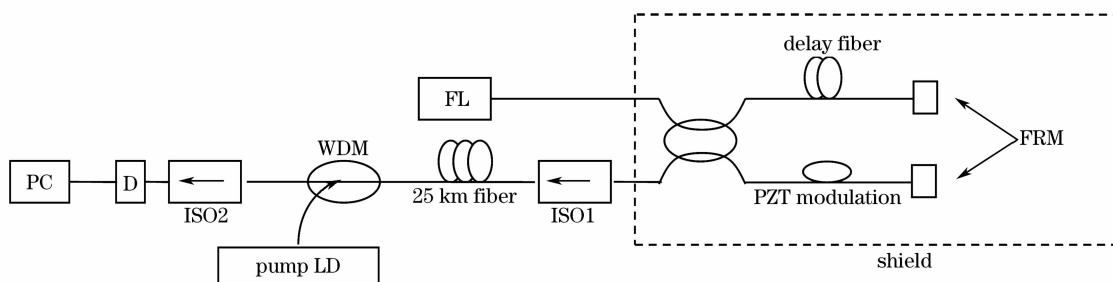 delay fiber
FL
WDM
FRM
PC
D
25 km fiber
PZT modulation
ISO2
ISO1
pump LD
shield